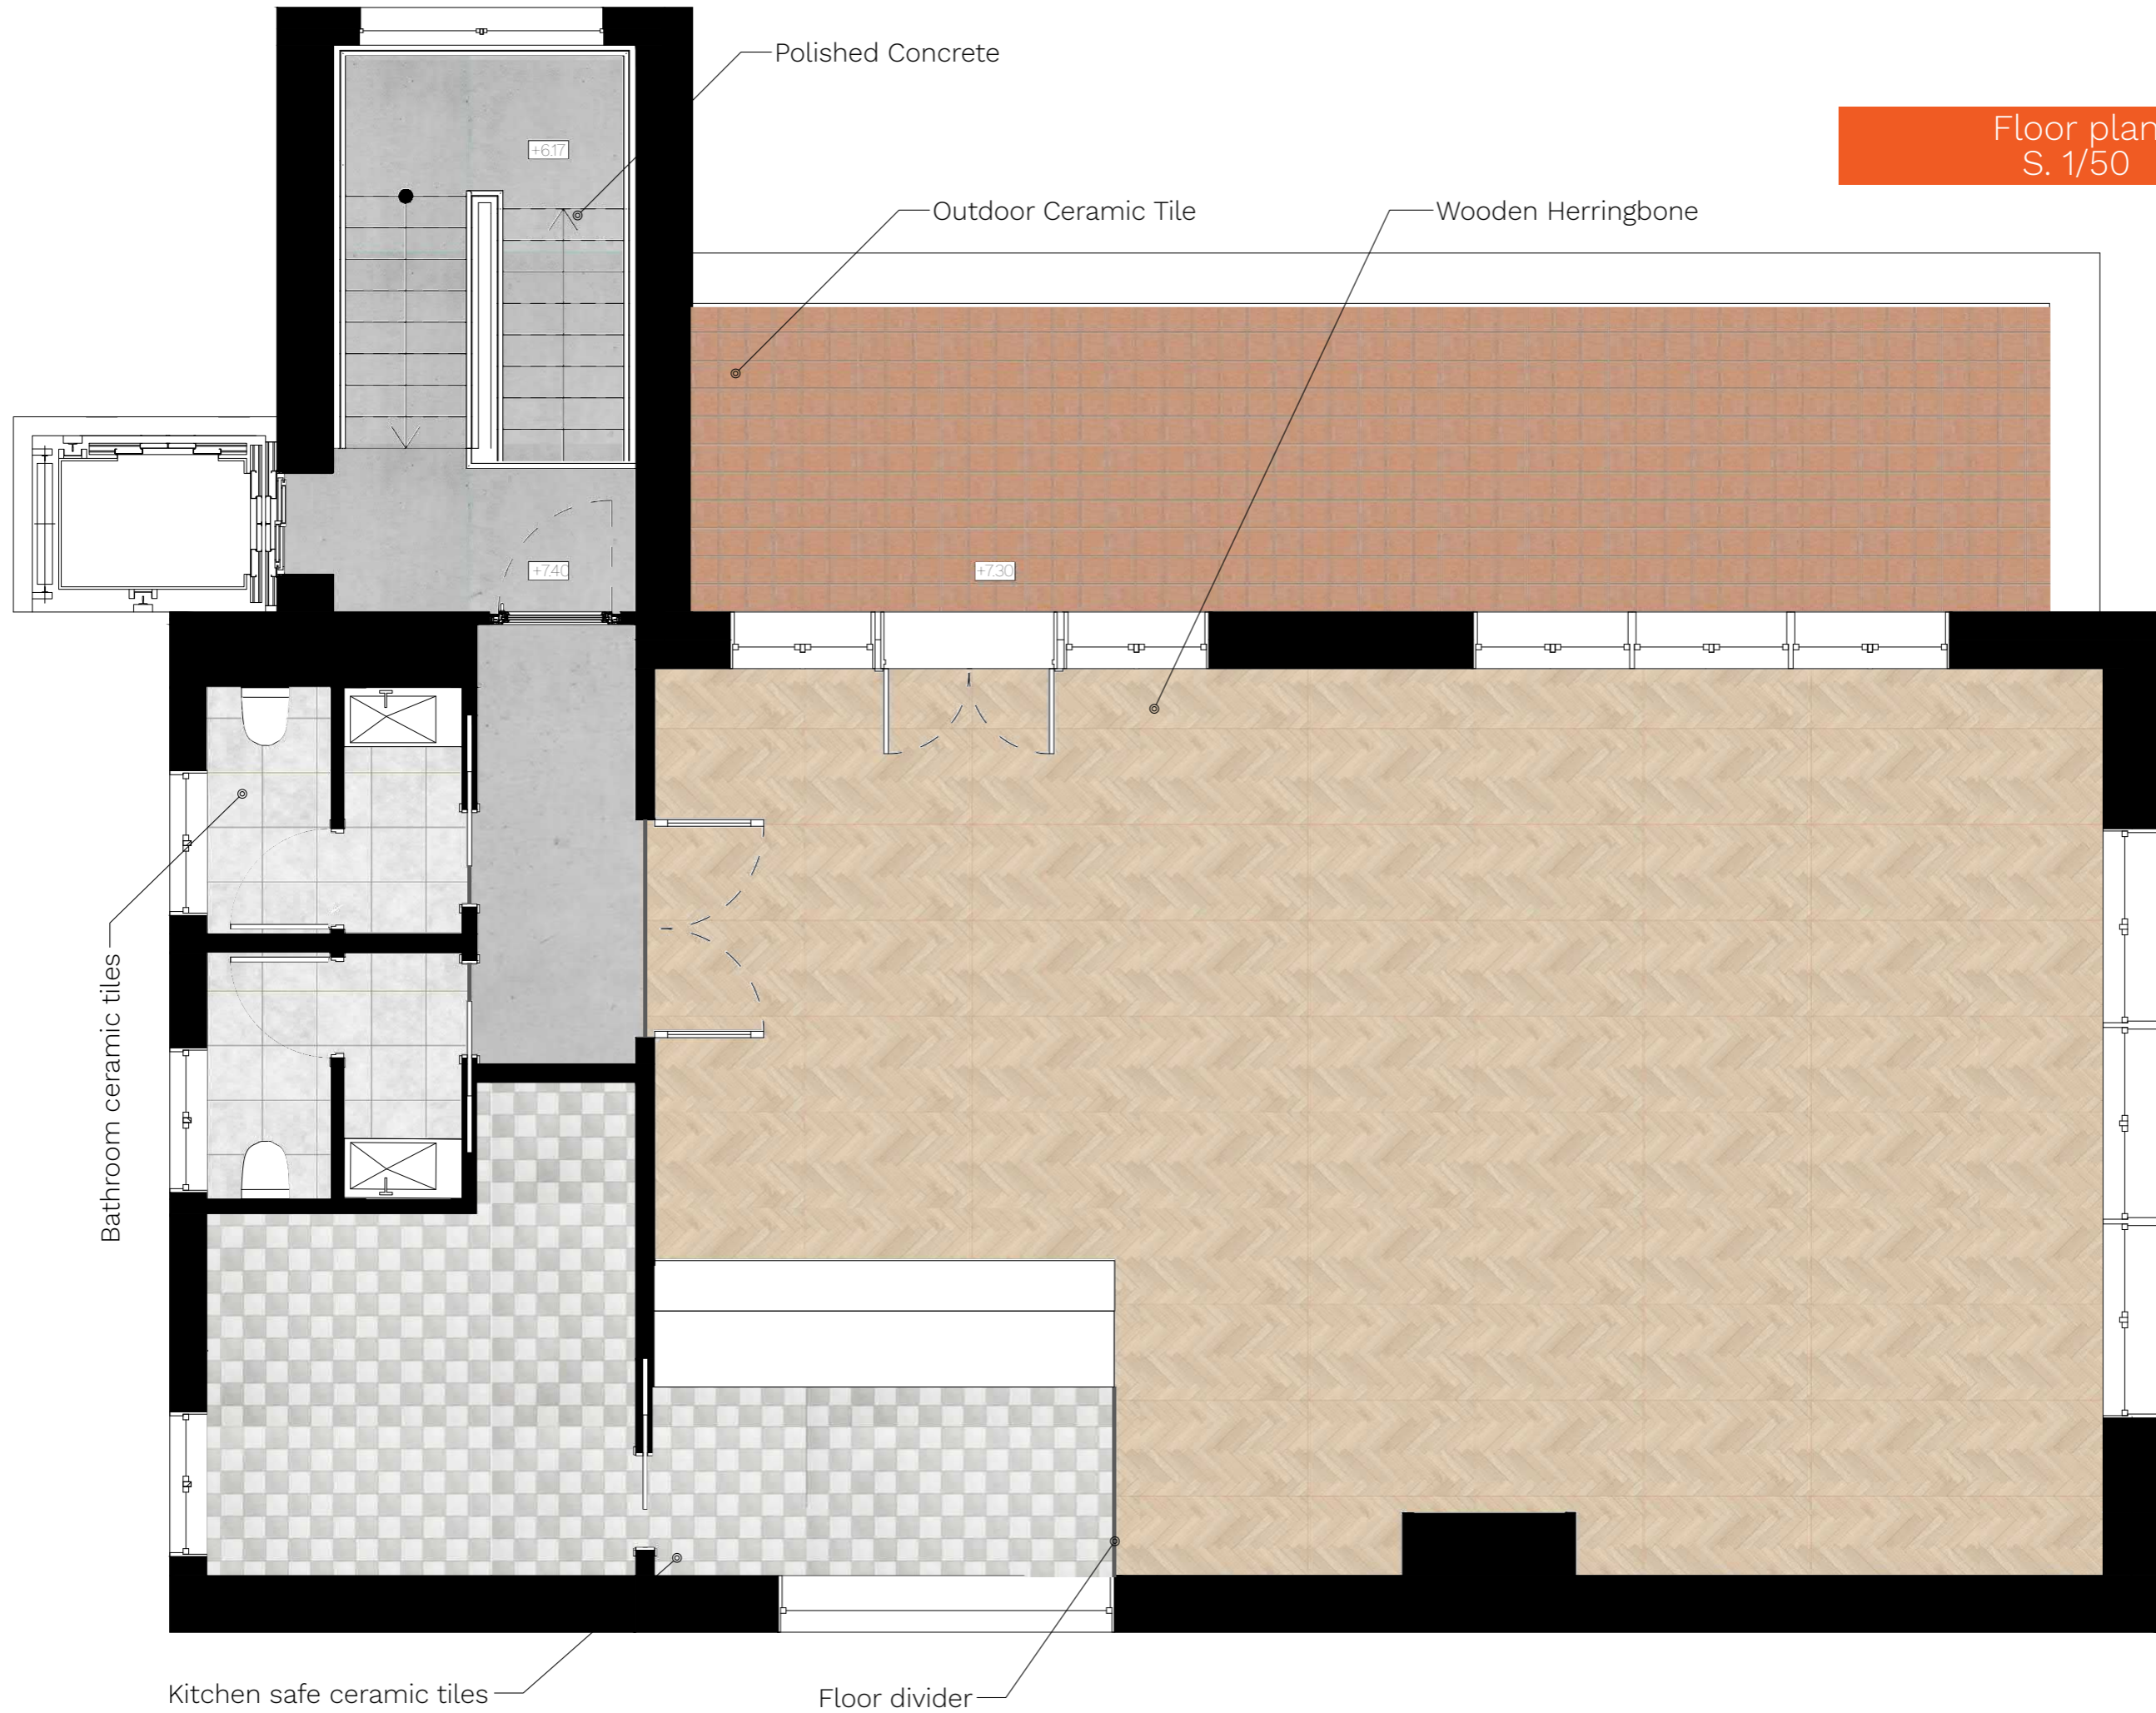 Polished Concrete
Floor plan
S. 1/50
+6.17
Outdoor Ceramic Tile
Wooden Herringbone
+7.40
+7.30
Bathroom ceramic tiles
Kitchen safe ceramic tiles
Floor divider